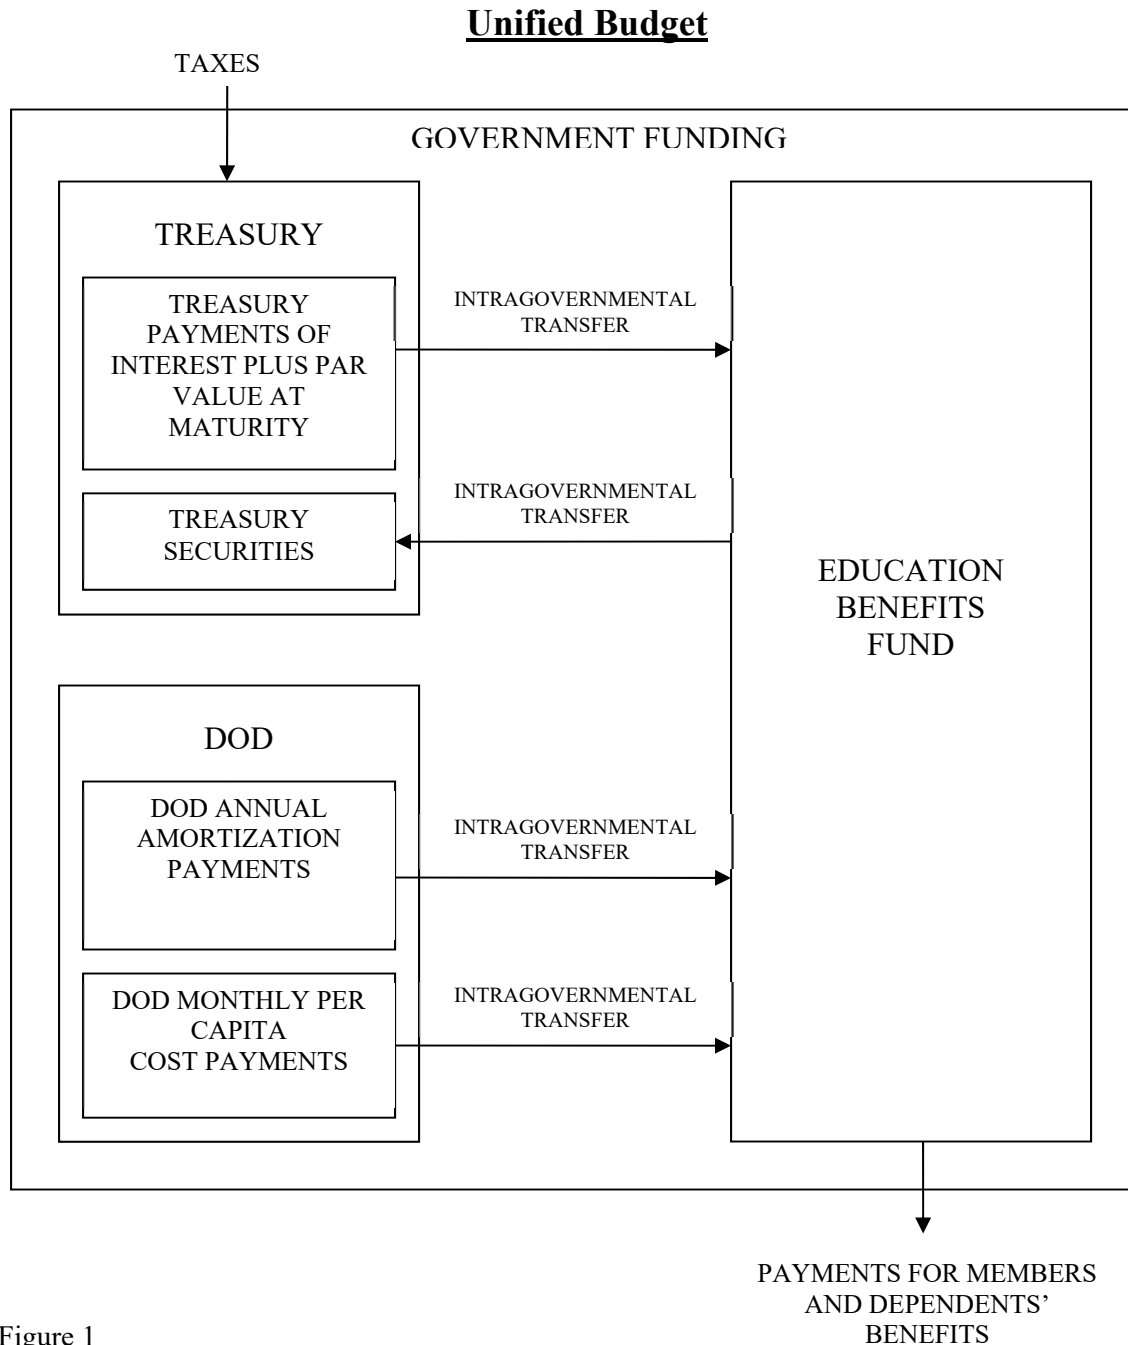 Unified Budget
TAXES
GOVERNMENT FUNDING
TREASURY
TREASURY
PAYMENTS OF
INTEREST PLUS PAR
VALUE AT
MATURITY
INTRAGOVERNMENTAL
TRANSFER
TREASURY
SECURITIES
INTRAGOVERNMENTAL
TRANSFER
EDUCATION
BENEFITS
FUND
DOD
DOD ANNUAL
AMORTIZATION
PAYMENTS
INTRAGOVERNMENTAL
TRANSFER
DOD MONTHLY PER
CAPITA
COST PAYMENTS
INTRAGOVERNMENTAL
TRANSFER
PAYMENTS FOR MEMBERS
AND DEPENDENTS’
BENEFITS
Figure 1